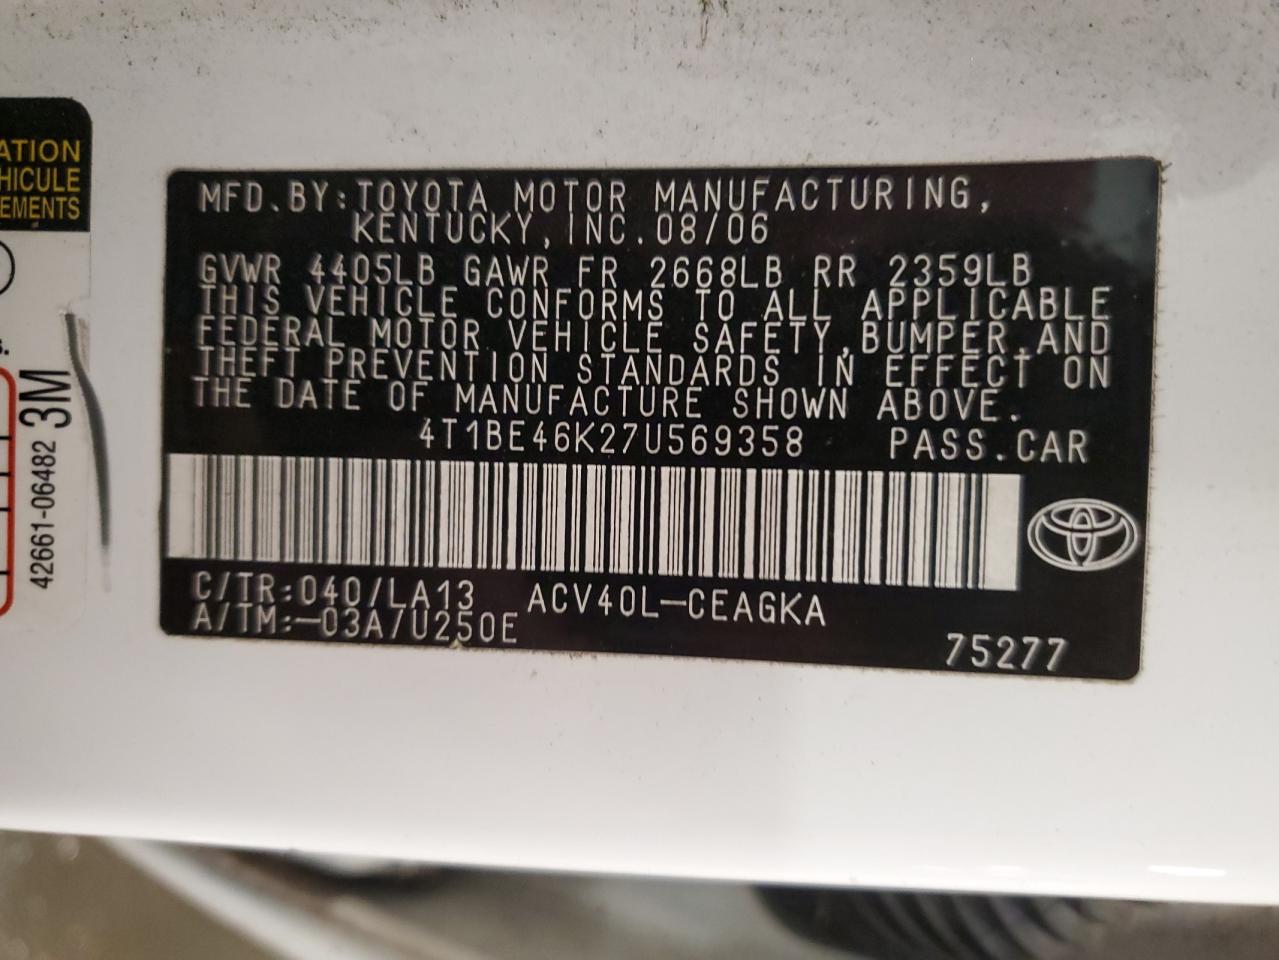 ATION
HICULE
EMENTS
s.
42661-06482 3M
MFD.BY:TOYOTA MOTOR MANUFACTURING,
KENTUCKY,INC.08/06
GVWR 4405LB GAWR FR 2668LB RR 2359LB
THIS VEHICLE CONFORMS TO ALL APPLICABLE
FEDERAL MOTOR VEHICLE SAFETY,BUMPER,AND
THEFT PREVENTION STANDARDS IN EFFECT ON
THE DATE OF MANUFACTURE SHOWN ABOVE.
4T1BE46K27U569358 PASS.CAR
C/TR:040/LA13 ACV40L-CEAGKA
A/TM:-03A/U250E
75277